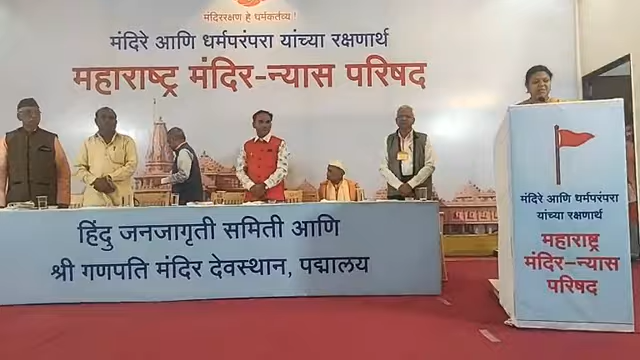 मंदिररक्षण हे धर्मकर्तव्य !
मंदिरे आणि धर्मपरंपरा यांच्या रक्षणार्थ
महाराष्ट्र मंदिर-न्यास परिषद
हिंदु जनजागृती समिती आणि
श्री गणपति मंदिर देवस्थान, पद्मालय
मंदिरे आणि धर्मपरंपरा
यांच्या रक्षणार्थ
महाराष्ट्र
मंदिर-न्यास
परिषद